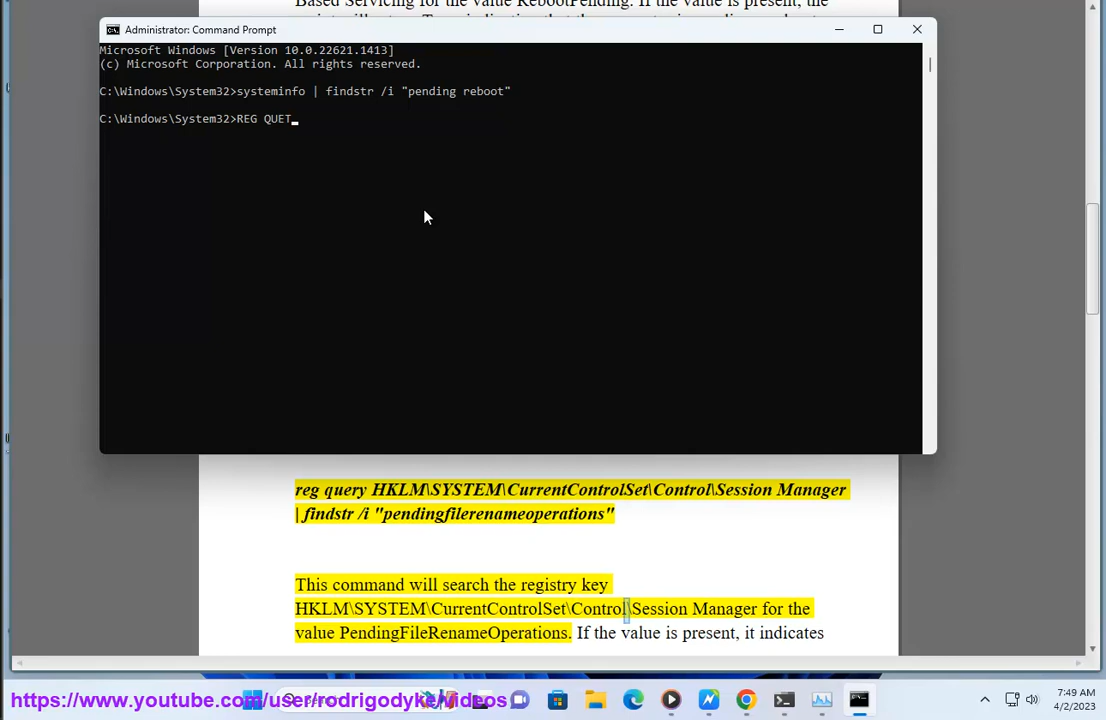 Based Servicing for the value RebootPending. If the value is present, the
Administrator: Command Prompt
Microsoft Windows [Version 10.0.22621.1413]
(c) Microsoft Corporation. All rights reserved.
C:\Windows\System32>systeminfo | findstr /i "pending reboot"
C:\Windows\System32>REG QUET
reg query HKLM\SYSTEM\CurrentControlSet\Control\Session Manager
| findstr /i "pendingfilerenameoperations"
This command will search the registry key
HKLM\SYSTEM\CurrentControlSet\Control\Session Manager for the
value PendingFileRenameOperations. If the value is present, it indicates
https://www.youtube.com/user/rodrigodyke/videos
7:49 AM
4/2/2023